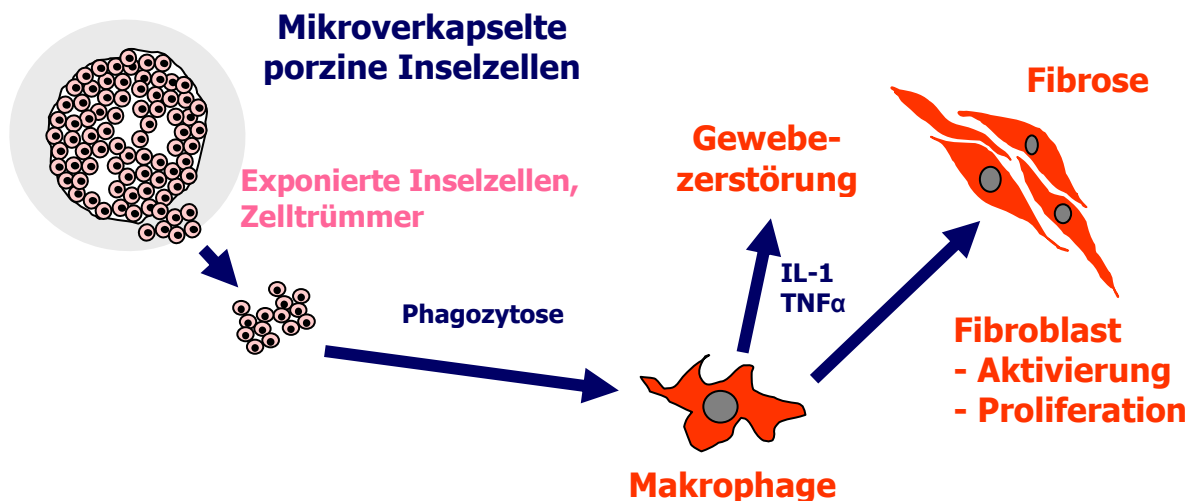 Mikroverkapselte
porzine Inselzellen
Exponierte Inselzellen,
Zelltrümmer
Phagozytose
Gewebe-
zerstörung
IL-1
TNFα
Makrophage
Fibrose
Fibroblast
- Aktivierung
- Proliferation